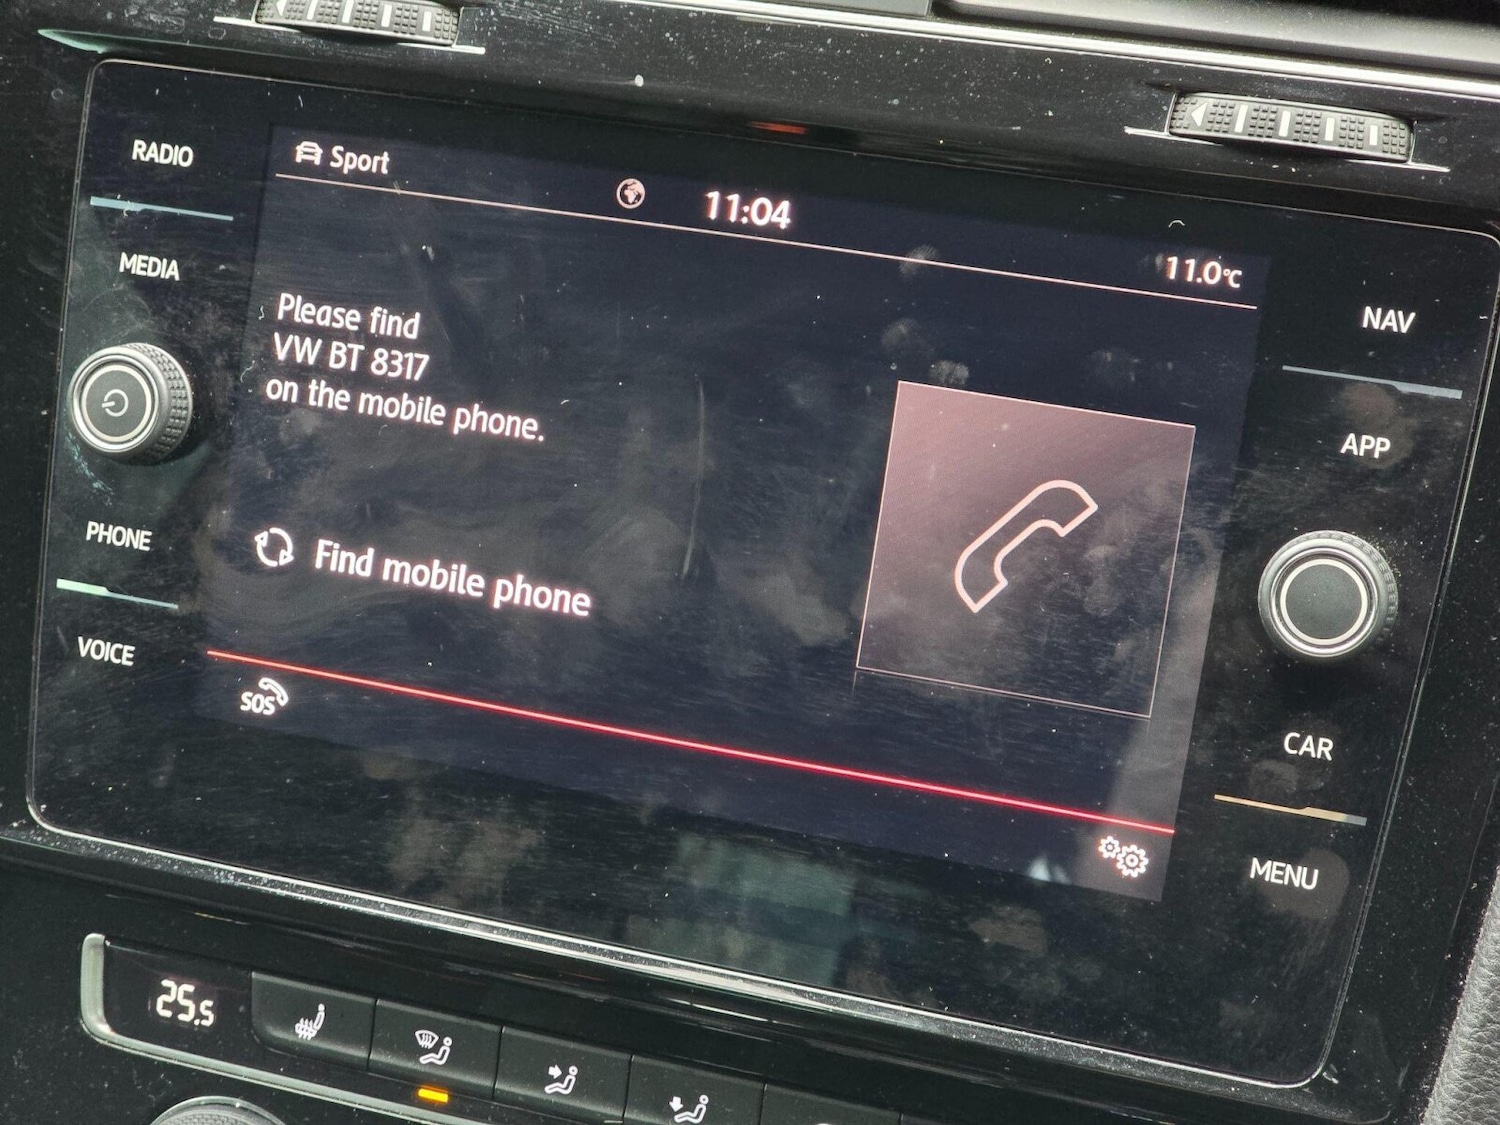 RADIO
MEDIA
PHONE
VOICE
Sport
11:04
11.0°C
Please find
VW BT 8317
on the mobile phone.
Find mobile phone
SOS
NAV
APP
CAR
MENU
25.5